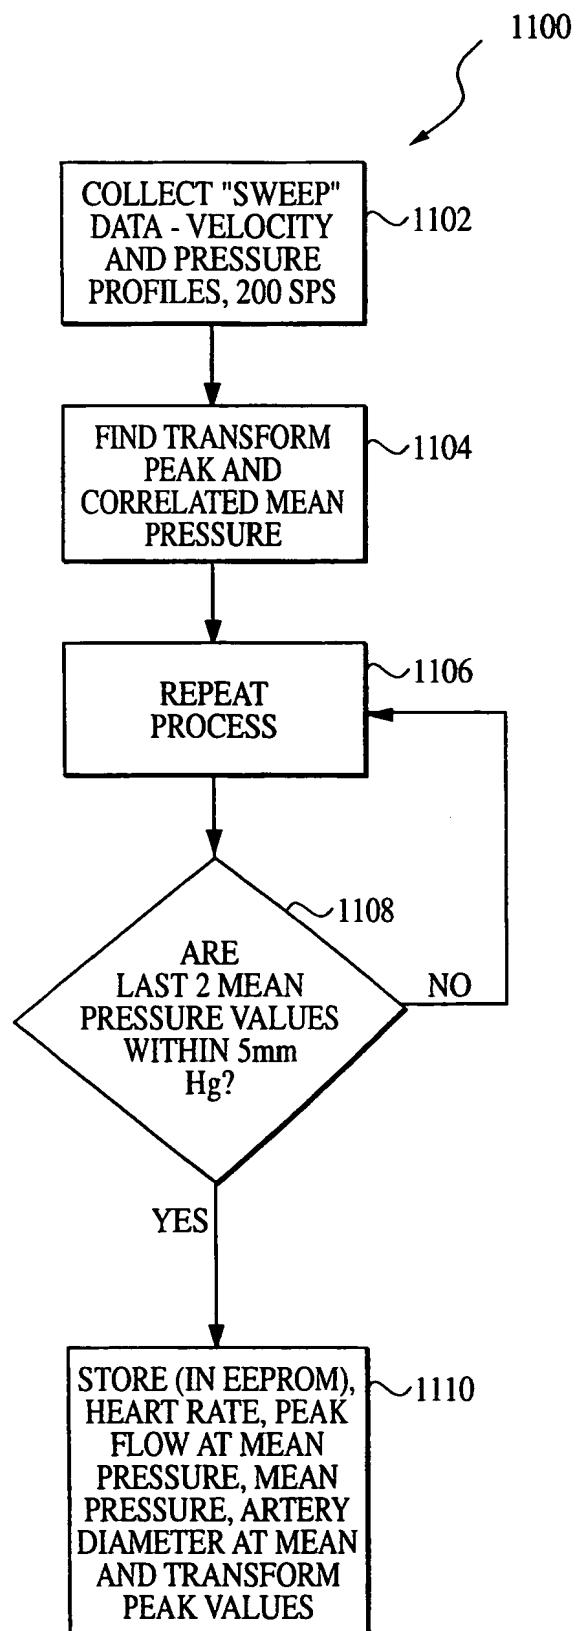 1100
COLLECT "SWEEP"
DATA - VELOCITY
AND PRESSURE
PROFILES, 200 SPS
1102
FIND TRANSFORM
PEAK AND
CORRELATED MEAN
PRESSURE
1104
REPEAT
PROCESS
1106
1108
ARE
LAST 2 MEAN
PRESSURE VALUES
WITHIN 5mm
Hg?
NO
YES
STORE (IN EEPROM),
HEART RATE, PEAK
FLOW AT MEAN
PRESSURE, MEAN
PRESSURE, ARTERY
DIAMETER AT MEAN
AND TRANSFORM
PEAK VALUES
1110